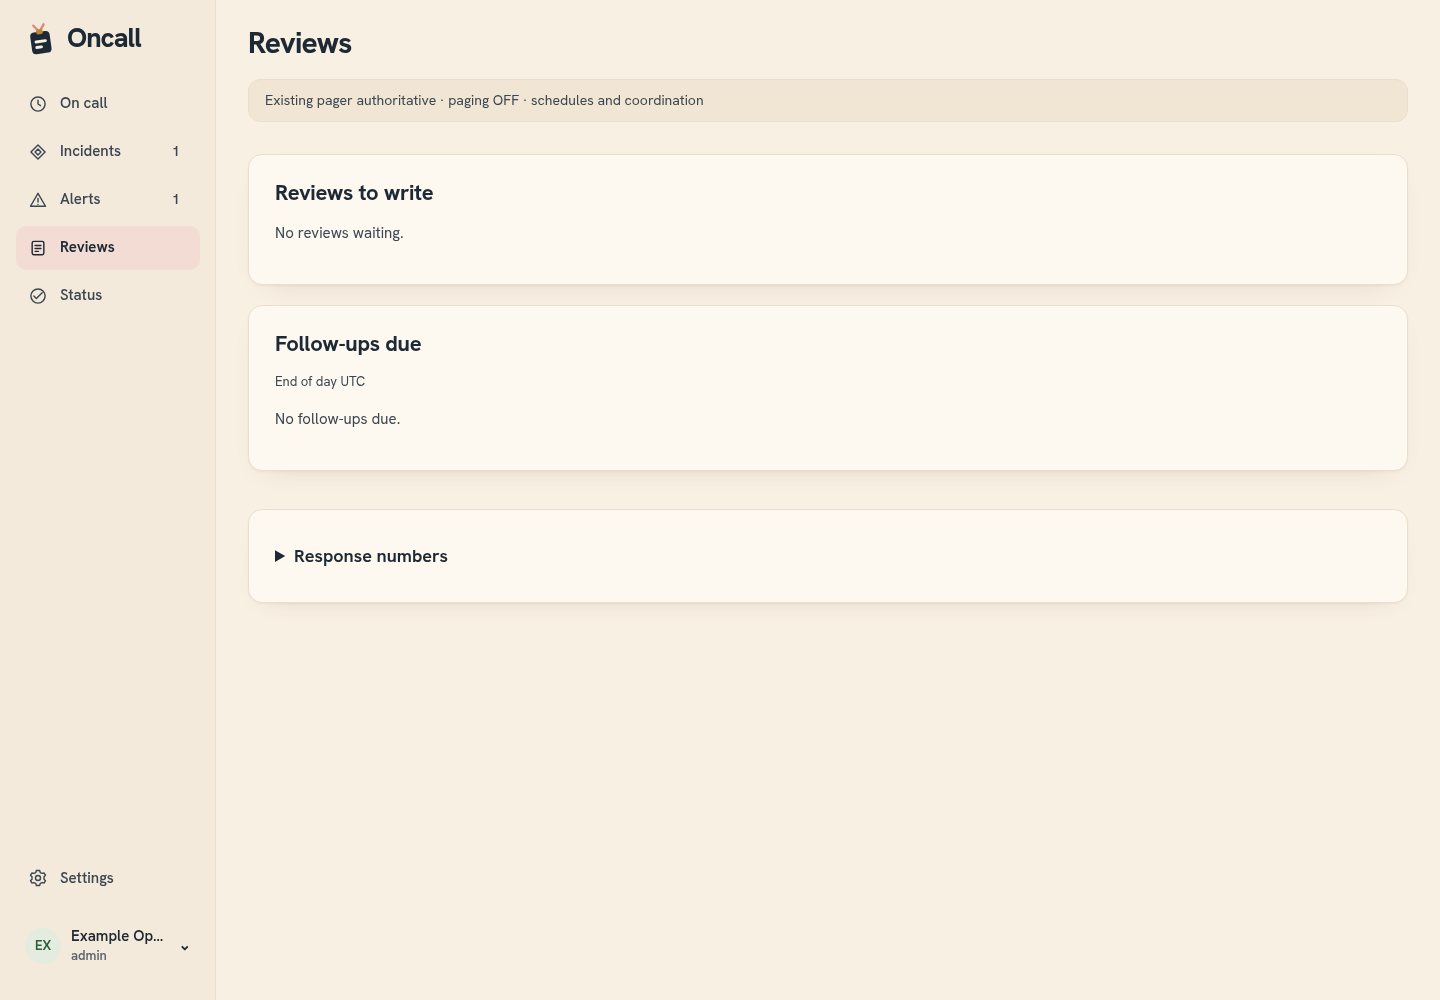 Oncall
On call
Incidents 1
Alerts 1
Reviews
Status
Settings
EX
Example Op...
admin
Reviews
Existing pager authoritative · paging OFF · schedules and coordination
Reviews to write
No reviews waiting.
Follow-ups due
End of day UTC
No follow-ups due.
Response numbers